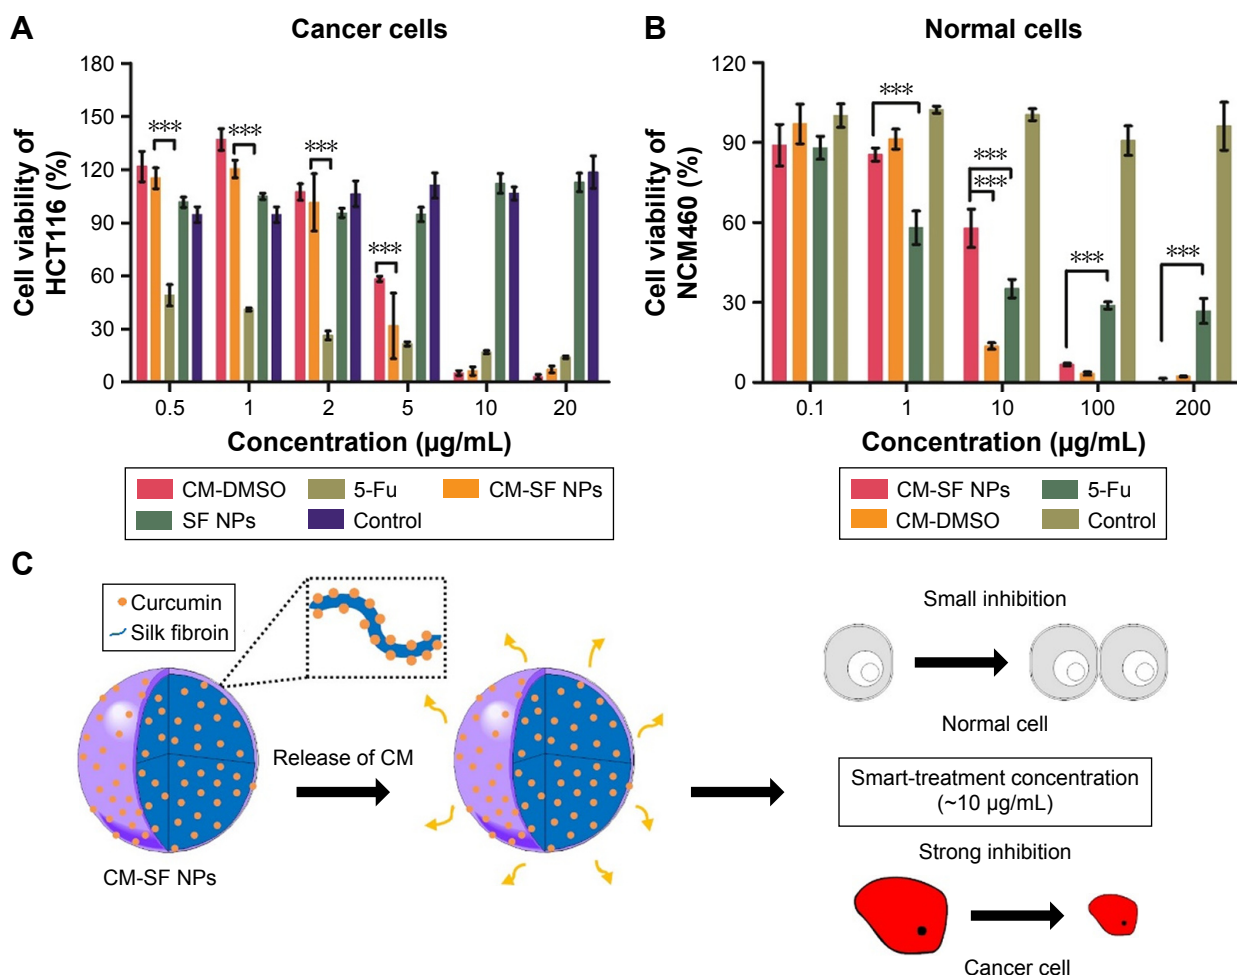 A
Cancer cells
Cell viability of
HCT116 (%)
180
150
120
90
60
30
0
***
***
***
***
0.5 1 2 5 10 20
Concentration (µg/mL)
CM-DMSO 5-Fu CM-SF NPs
SF NPs Control
B
Normal cells
Cell viability of
NCM460 (%)
120
90
60
30
0
***
***
***
***
***
0.1 1 10 100 200
Concentration (µg/mL)
CM-SF NPs 5-Fu
CM-DMSO Control
C
Curcumin
Silk fibroin
CM-SF NPs
Release of CM
Small inhibition
Normal cell
Smart-treatment concentration
(~10 µg/mL)
Strong inhibition
Cancer cell